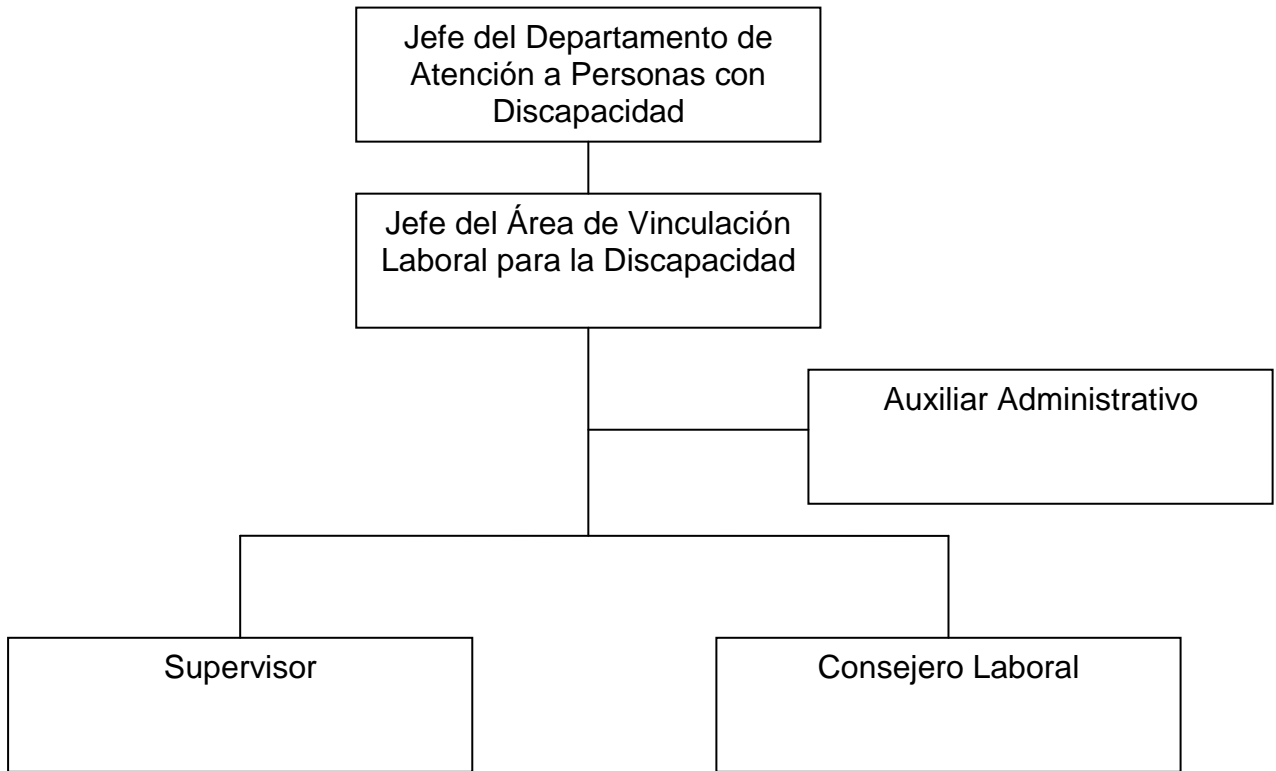 Jefe del Departamento de
Atención a Personas con
Discapacidad
Jefe del Área de Vinculación
Laboral para la Discapacidad
Auxiliar Administrativo
Supervisor
Consejero Laboral